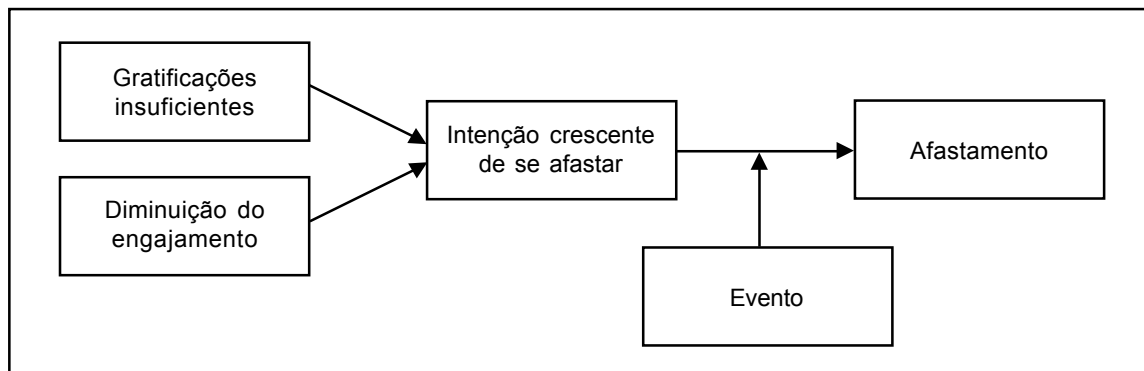 Gratificações
insuficientes
Intenção crescente
de se afastar
Afastamento
Diminuição do
engajamento
Evento